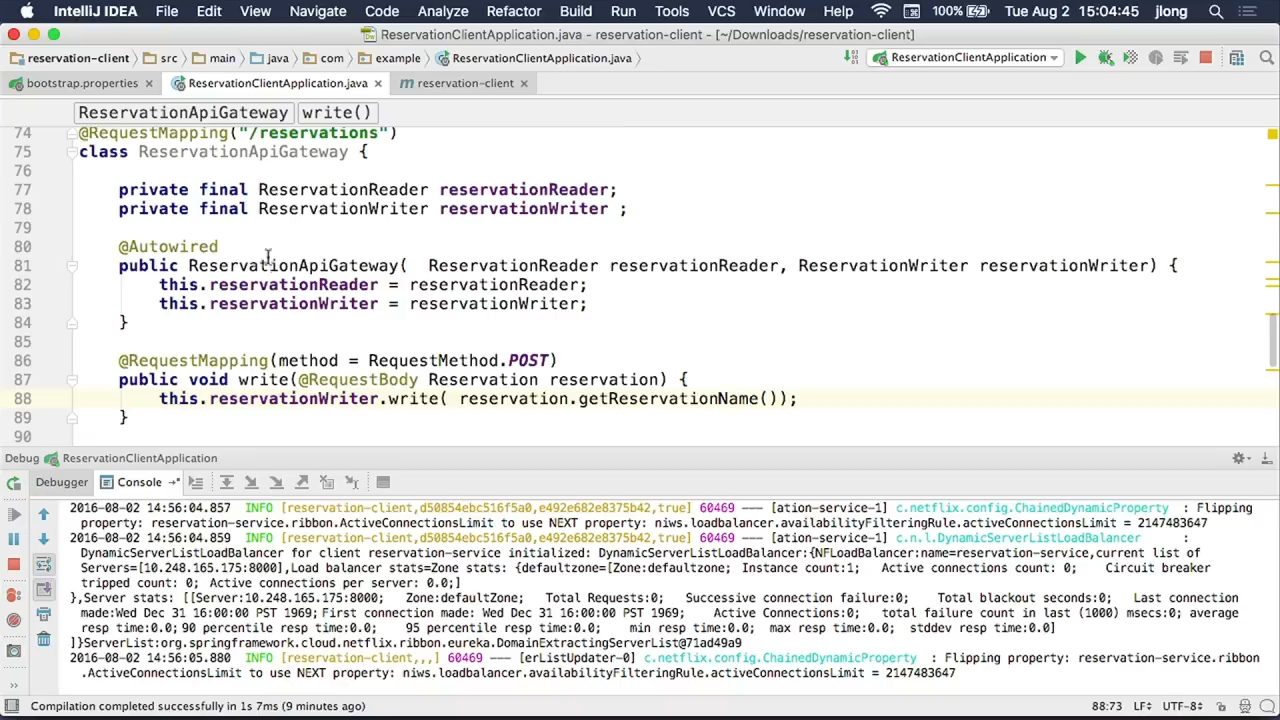 IntelliJ IDEA File Edit View Navigate Code Analyze Refactor Build Run Tools VCS Window Help 100% Tue Aug 2 15:04:45 jlong
ReservationClientApplication.java - reservation-client - [~/Downloads/reservation-client]
reservation-client src main java com example ReservationClientApplication.java ReservationClientApplication
bootstrap.properties ReservationClientApplication.java reservation-client
ReservationApiGateway write()
74 @RequestMapping("/reservations")
75 class ReservationApiGateway {
76
77 private final ReservationReader reservationReader;
78 private final ReservationWriter reservationWriter ;
79
80 @Autowired
81 public ReservationApiGateway(  ReservationReader reservationReader, ReservationWriter reservationWriter) {
82 this.reservationReader = reservationReader;
83 this.reservationWriter = reservationWriter;
84 }
85
86 @RequestMapping(method = RequestMethod.POST)
87 public void write(@RequestBody Reservation reservation) {
88 this.reservationWriter.write( reservation.getReservationName());
89 }
90
Debug ReservationClientApplication
Debugger Console
2016-08-02 14:56:04.857 INFO [reservation-client,d50854ebc516f5a0,e492e682e8375b42,true] 60469 --- [ation-service-1] c.netflix.config.ChainedDynamicProperty : Flipping
property: reservation-service.ribbon.ActiveConnectionsLimit to use NEXT property: niws.loadbalancer.availabilityFilteringRule.activeConnectionsLimit = 2147483647
2016-08-02 14:56:04.859 INFO [reservation-client,d50854ebc516f5a0,e492e682e8375b42,true] 60469 --- [ation-service-1] c.n.l.DynamicServerListLoadBalancer :
DynamicServerListLoadBalancer for client reservation-service initialized: DynamicServerListLoadBalancer:{NFLoadBalancer:name=reservation-service,current list of
Servers=[10.248.165.175:8000],Load balancer stats=Zone stats: {defaultzone=[Zone:defaultzone; Instance count:1; Active connections count: 0; Circuit breaker
tripped count: 0; Active connections per server: 0.0;]
},Server stats: [[Server:10.248.165.175:8000; Zone:defaultZone; Total Requests:0; Successive connection failure:0; Total blackout seconds:0; Last connection
made:Wed Dec 31 16:00:00 PST 1969; First connection made: Wed Dec 31 16:00:00 PST 1969; Active Connections:0; total failure count in last (1000) msecs:0; average
resp time:0.0; 90 percentile resp time:0.0; 95 percentile resp time:0.0; min resp time:0.0; max resp time:0.0; stddev resp time:0.0]
]}ServerList:org.springframework.cloud.netflix.ribbon.eureka.DomainExtractingServerList@71ad49a9
2016-08-02 14:56:05.880 INFO [reservation-client,,,] 60469 --- [erListUpdater-0] c.netflix.config.ChainedDynamicProperty : Flipping property: reservation-service.ribbon
.ActiveConnectionsLimit to use NEXT property: niws.loadbalancer.availabilityFilteringRule.activeConnectionsLimit = 2147483647
Compilation completed successfully in 1s 7ms (9 minutes ago) 88:73 LF UTF-8